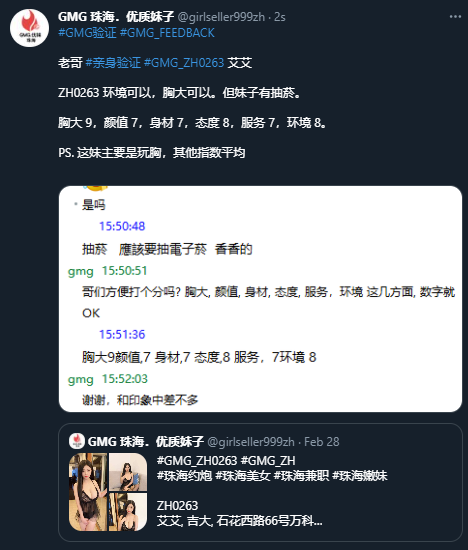 GMG 珠海．优质妹子 @girlseller999zh · 2s
#GMG验证 #GMG_FEEDBACK
老哥 #亲身验证 #GMG_ZH0263 艾艾
ZH0263 环境可以，胸大可以。但妹子有抽菸。
胸大 9，颜值 7，身材 7，态度 8，服务 7，环境 8。
PS. 这妹主要是玩胸，其他指数平均
是吗
15:50:48
抽菸 應該要抽電子菸 香香的
gmg 15:50:51
哥们方便打个分吗? 胸大, 颜值, 身材, 态度, 服务，环境 这几方面, 数字就
OK
15:51:36
胸大9颜值,7 身材,7 态度,8 服务，7环境 8
gmg 15:52:03
谢谢，和印象中差不多
GMG 珠海．优质妹子 @girlseller999zh · Feb 28
#GMG_ZH0263 #GMG_ZH
#珠海约炮 #珠海美女 #珠海兼职 #珠海嫩妹
ZH0263
艾艾, 吉大, 石花西路66号万科...